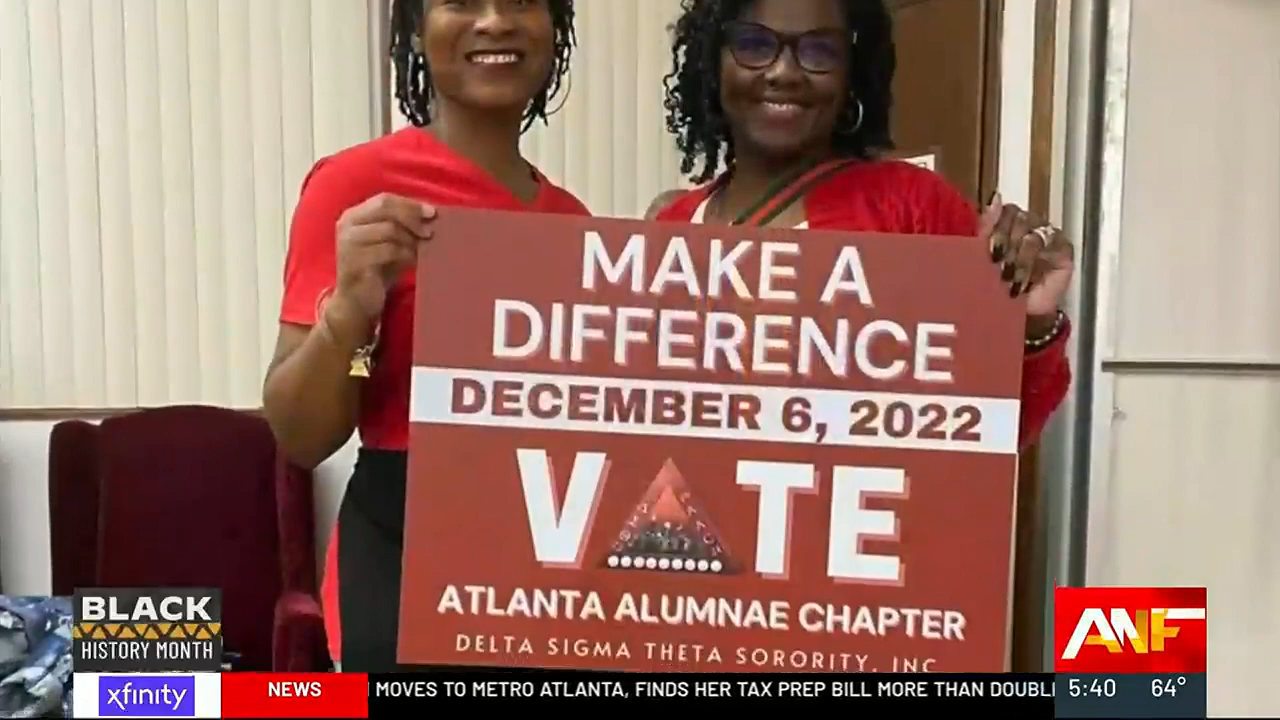 MAKE A
DIFFERENCE
DECEMBER 6, 2022
VOTE
ATLANTA ALUMNAE CHAPTER
DELTA SIGMA THETA SORORITY, INC
BLACK
HISTORY MONTH
xfinity
NEWS
MOVES TO METRO ATLANTA, FINDS HER TAX PREP BILL MORE THAN DOUBL
ANF
5:40 64°